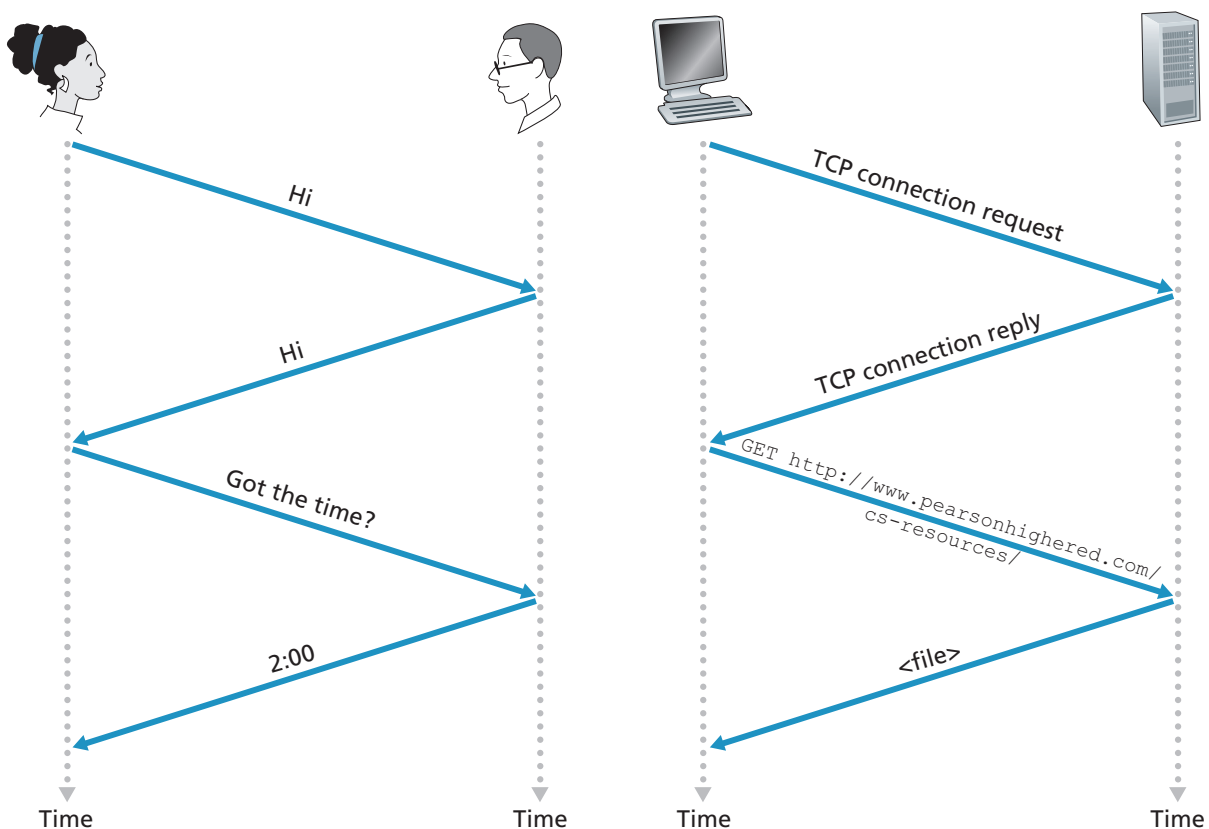 Hi
Hi
Got the time?
2:00
Time
Time
TCP connection request
TCP connection reply
GET http://www.pearsonhighered.com/
cs-resources/
<file>
Time
Time